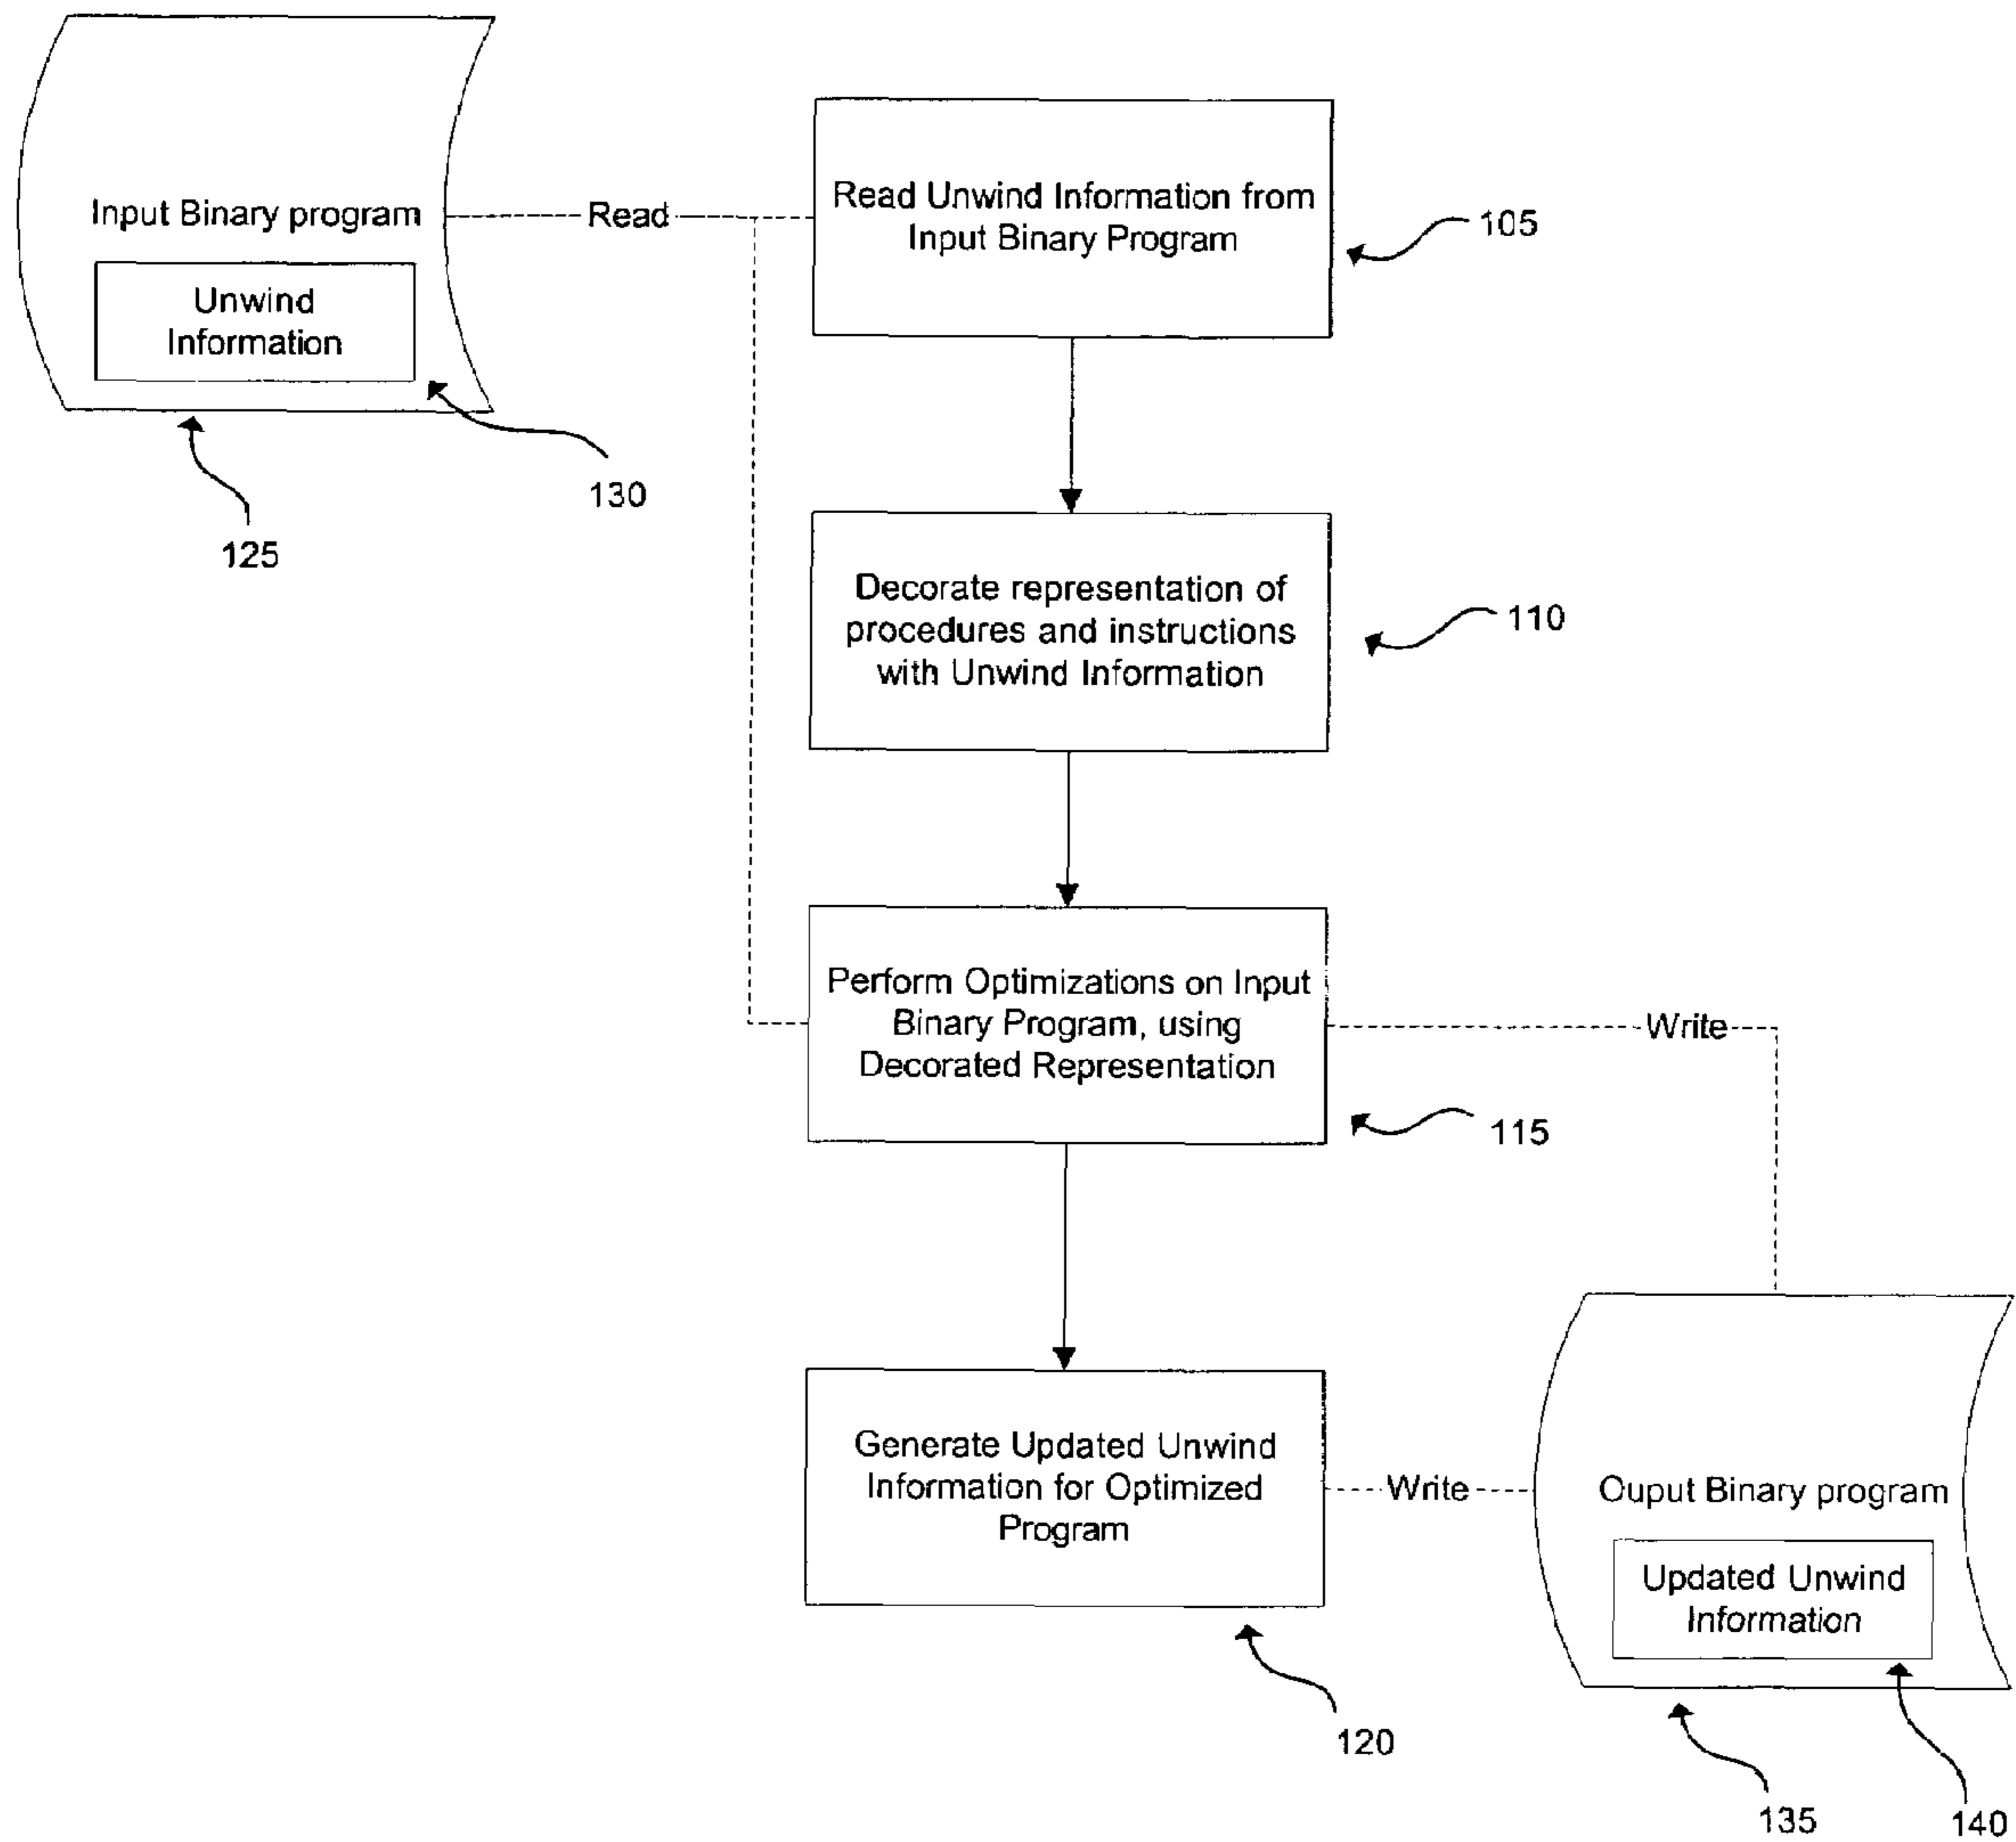 Input Binary program
Unwind
Information
125
130
Read
Read Unwind Information from
Input Binary Program
105
Decorate representation of
procedures and instructions
with Unwind Information
110
Perform Optimizations on Input
Binary Program, using
Decorated Representation
115
Write
Generate Updated Unwind
Information for Optimized
Program
120
Write
Ouput Binary program
Updated Unwind
Information
135
140